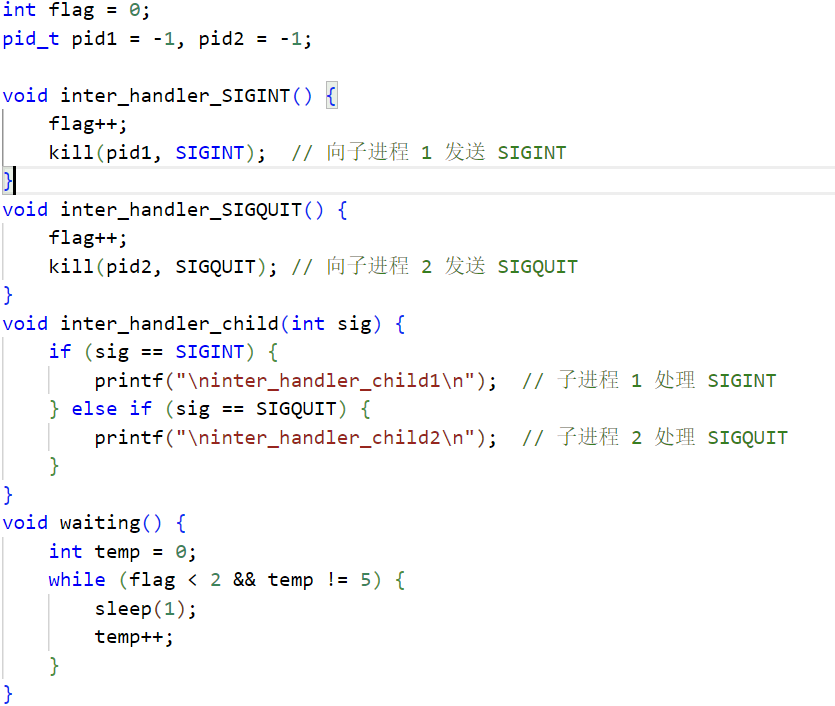 int flag = 0;
pid_t pid1 = -1, pid2 = -1;
void inter_handler_SIGINT() {
    flag++;
    kill(pid1, SIGINT);  // 向子进程 1 发送 SIGINT
}
void inter_handler_SIGQUIT() {
    flag++;
    kill(pid2, SIGQUIT); // 向子进程 2 发送 SIGQUIT
}
void inter_handler_child(int sig) {
    if (sig == SIGINT) {
        printf("\ninter_handler_child1\n");  // 子进程 1 处理 SIGINT
    } else if (sig == SIGQUIT) {
        printf("\ninter_handler_child2\n");  // 子进程 2 处理 SIGQUIT
    }
}
void waiting() {
    int temp = 0;
    while (flag < 2 && temp != 5) {
        sleep(1);
        temp++;
    }
}